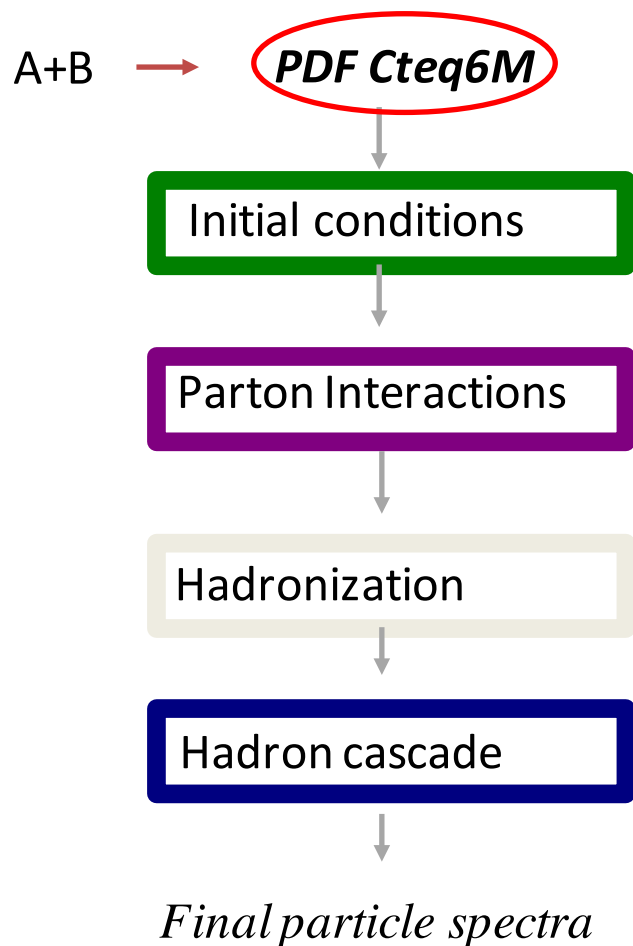 A+B PDF Cteq6M
Initial conditions
Parton Interactions
Hadronization
Hadron cascade
Final particle spectra